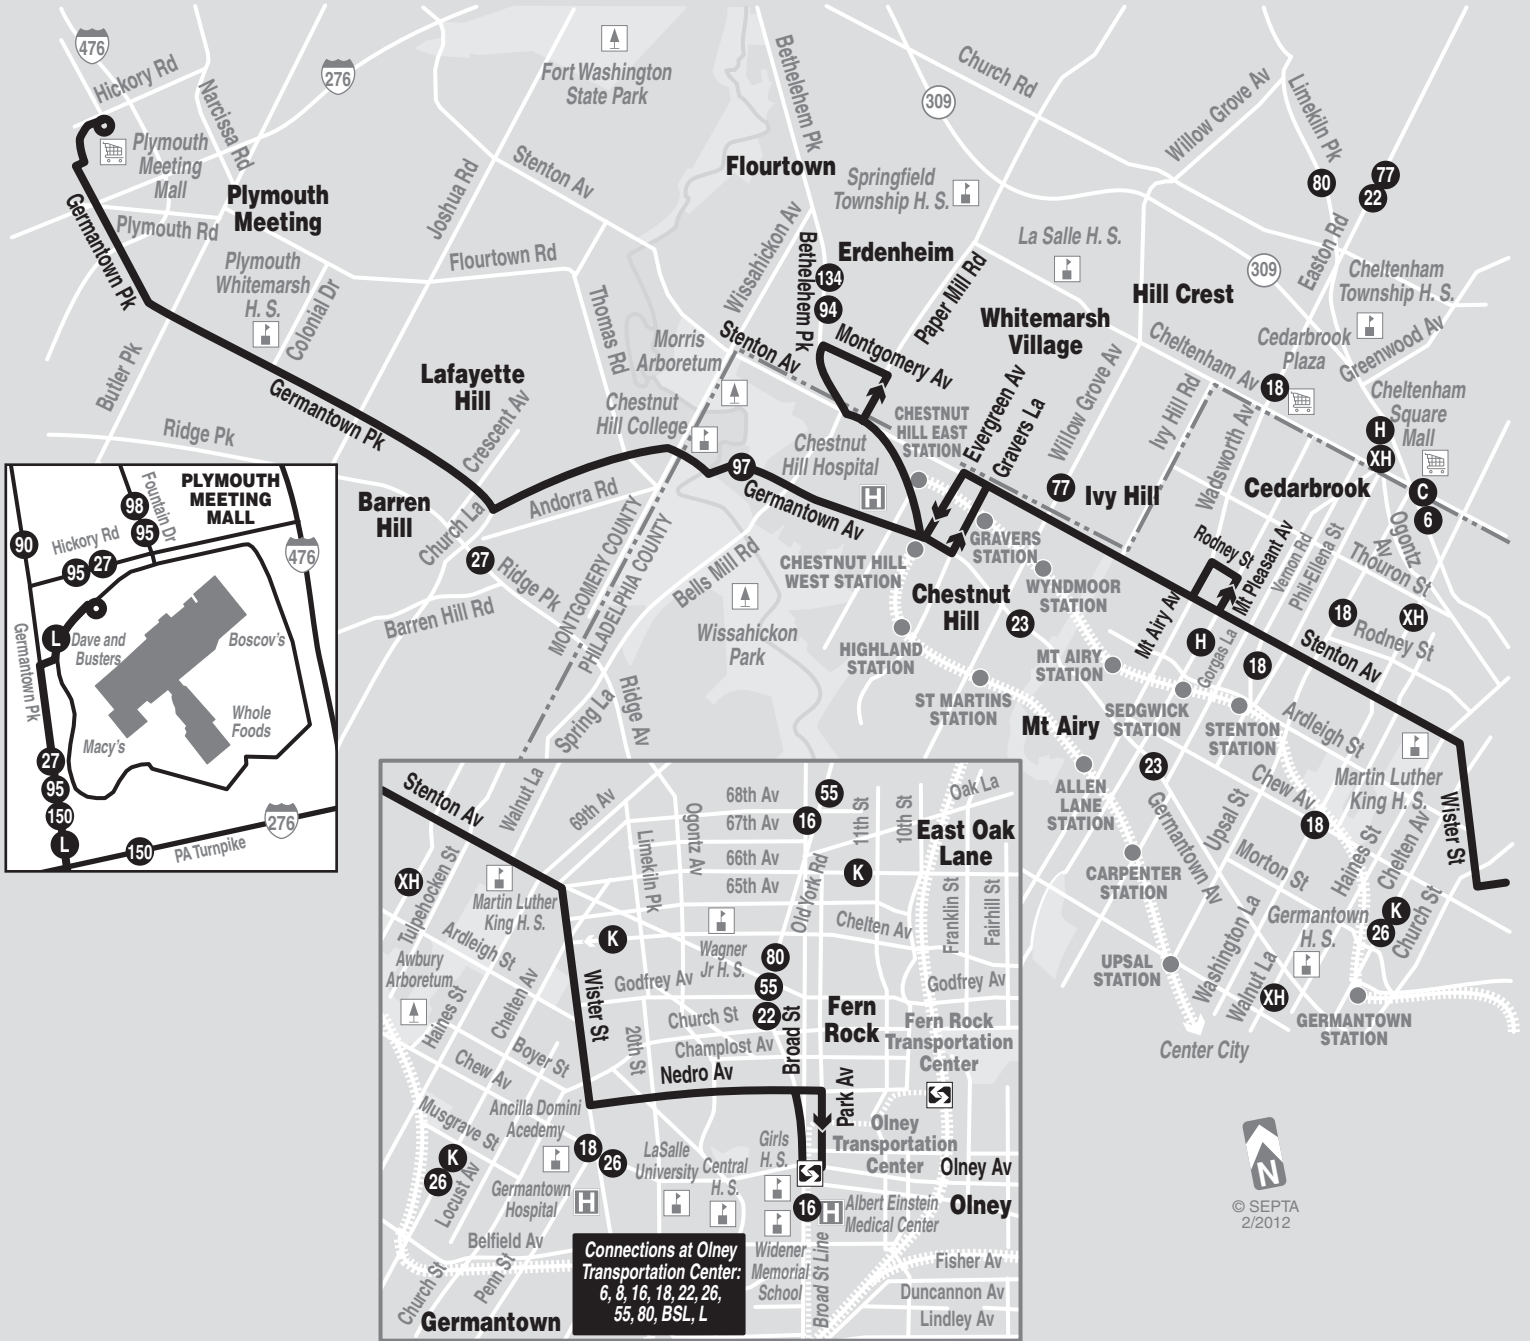 476
Hickory Rd
276
Narcissa Rd
Plymouth
Meeting
Mall
Plymouth
Meeting
Germantown Pk
Plymouth Rd
Plymouth
Whitemarsh
H. S.
Colonial Dr
Butler Pk
Ridge Pk
Germantown Pk
Joshua Rd
Flourtown Rd
Stenton Av
Fort Washington
State Park
Thomas Rd
Lafayette
Hill
Crescent Av
Barren
Hill
Church La
Andorra Rd
27
Ridge Pk
Barren Hill Rd
MONTGOMERY COUNTY
PHILADELPHIA COUNTY
Spring La
Ridge Av
Bethelehem Pk
Flourtown
Wissahickon Av
Bethelehem Pk
134
94
Erdenheim
Springfield
Township H. S.
Church Rd
309
Paper Mill Rd
Montgomery Av
Stenton Av
Morris
Arboretum
Chestnut
Hill College
97
Germantown Av
Chestnut
Hill Hospital
H
CHESTNUT
HILL EAST
STATION
Evergreen Av
Gravers La
La Salle H. S.
Whitemarsh
Village
Willow Grove Av
Willow Grove Av
Limekiln Pk
80
77
22
309
Easton Rd
Hill Crest
Cheltenham
Township H. S.
Cheltenham Av
Cedarbrook
Plaza
Greenwood Av
18
Cheltenham
Square
Mall
H
XH
C
6
Ivy Hill Rd
Wadsworth Av
77
Ivy Hill
Cedarbrook
Ogontz
Av
Rodney St
Mt Pleasant Av
Vernon Rd
Phil-Ellena St
Thouron St
GRAVERS
STATION
CHESTNUT HILL
WEST STATION
Bells Mill Rd
Wissahickon
Park
Chestnut
Hill
23
WYNDMOOR
STATION
Mt Airy Av
H
Gorgas La
18
18
XH
Rodney St
Stenton Av
HIGHLAND
STATION
MT AIRY
STATION
ST MARTINS
STATION
Mt Airy
SEDGWICK
STATION
STENTON
STATION
Ardleigh St
Martin Luther
King H. S.
ALLEN
LANE
STATION
23
Germantown Av
Upsal St
Chew Av
18
Morton St
Haines St
Chelten Av
Wister St
CARPENTER
STATION
Germantown
H. S.
K
26
Church St
UPSAL
STATION
Washington La
Walnut La
XH
GERMANTOWN
STATION
Center City
N
© SEPTA
2/2012
PLYMOUTH
MEETING
MALL
98
Fountain Dr
95
90
Hickory Rd
95
27
476
L
Dave and
Busters
Boscov's
Germantown Pk
Macy's
Whole
Foods
27
95
150
L
150
PA Turnpike
276
Stenton Av
Walnut La
69th Av
Limekiln Pk
Ogontz Av
68th Av
55
67th Av
16
66th Av
65th Av
Old York Rd
11th St
10th St
Oak La
East Oak
Lane
K
XH
Tulpehocken St
Martin Luther
King H. S.
Ardleigh St
Awbury
Arboretum
Haines St
Chelten Av
K
Wagner
Jr H. S.
Chelten Av
Franklin St
Fairhill St
80
55
22
Godfrey Av
Godfrey Av
Church St
Champlost Av
Wister St
20th St
Nedro Av
Broad St
Fern
Rock
Fern Rock
Transportation
Center
Park Av
Boyer St
Chew Av
Musgrave St
Ancilla Domini
Acedemy
K
26
Locust Av
18
26
Germantown
Hospital
H
LaSalle
University
Central
H. S.
Girls
H. S.
Olney
Transportation
Center
Olney Av
16
H
Albert Einstein
Medical Center
Olney
Belfield Av
Church St
Penn St
Germantown
Connections at Olney
Transportation Center:
6, 8, 16, 18, 22, 26,
55, 80, BSL, L
Widener
Memorial
School
Broad St Line
Fisher Av
Duncannon Av
Lindley Av